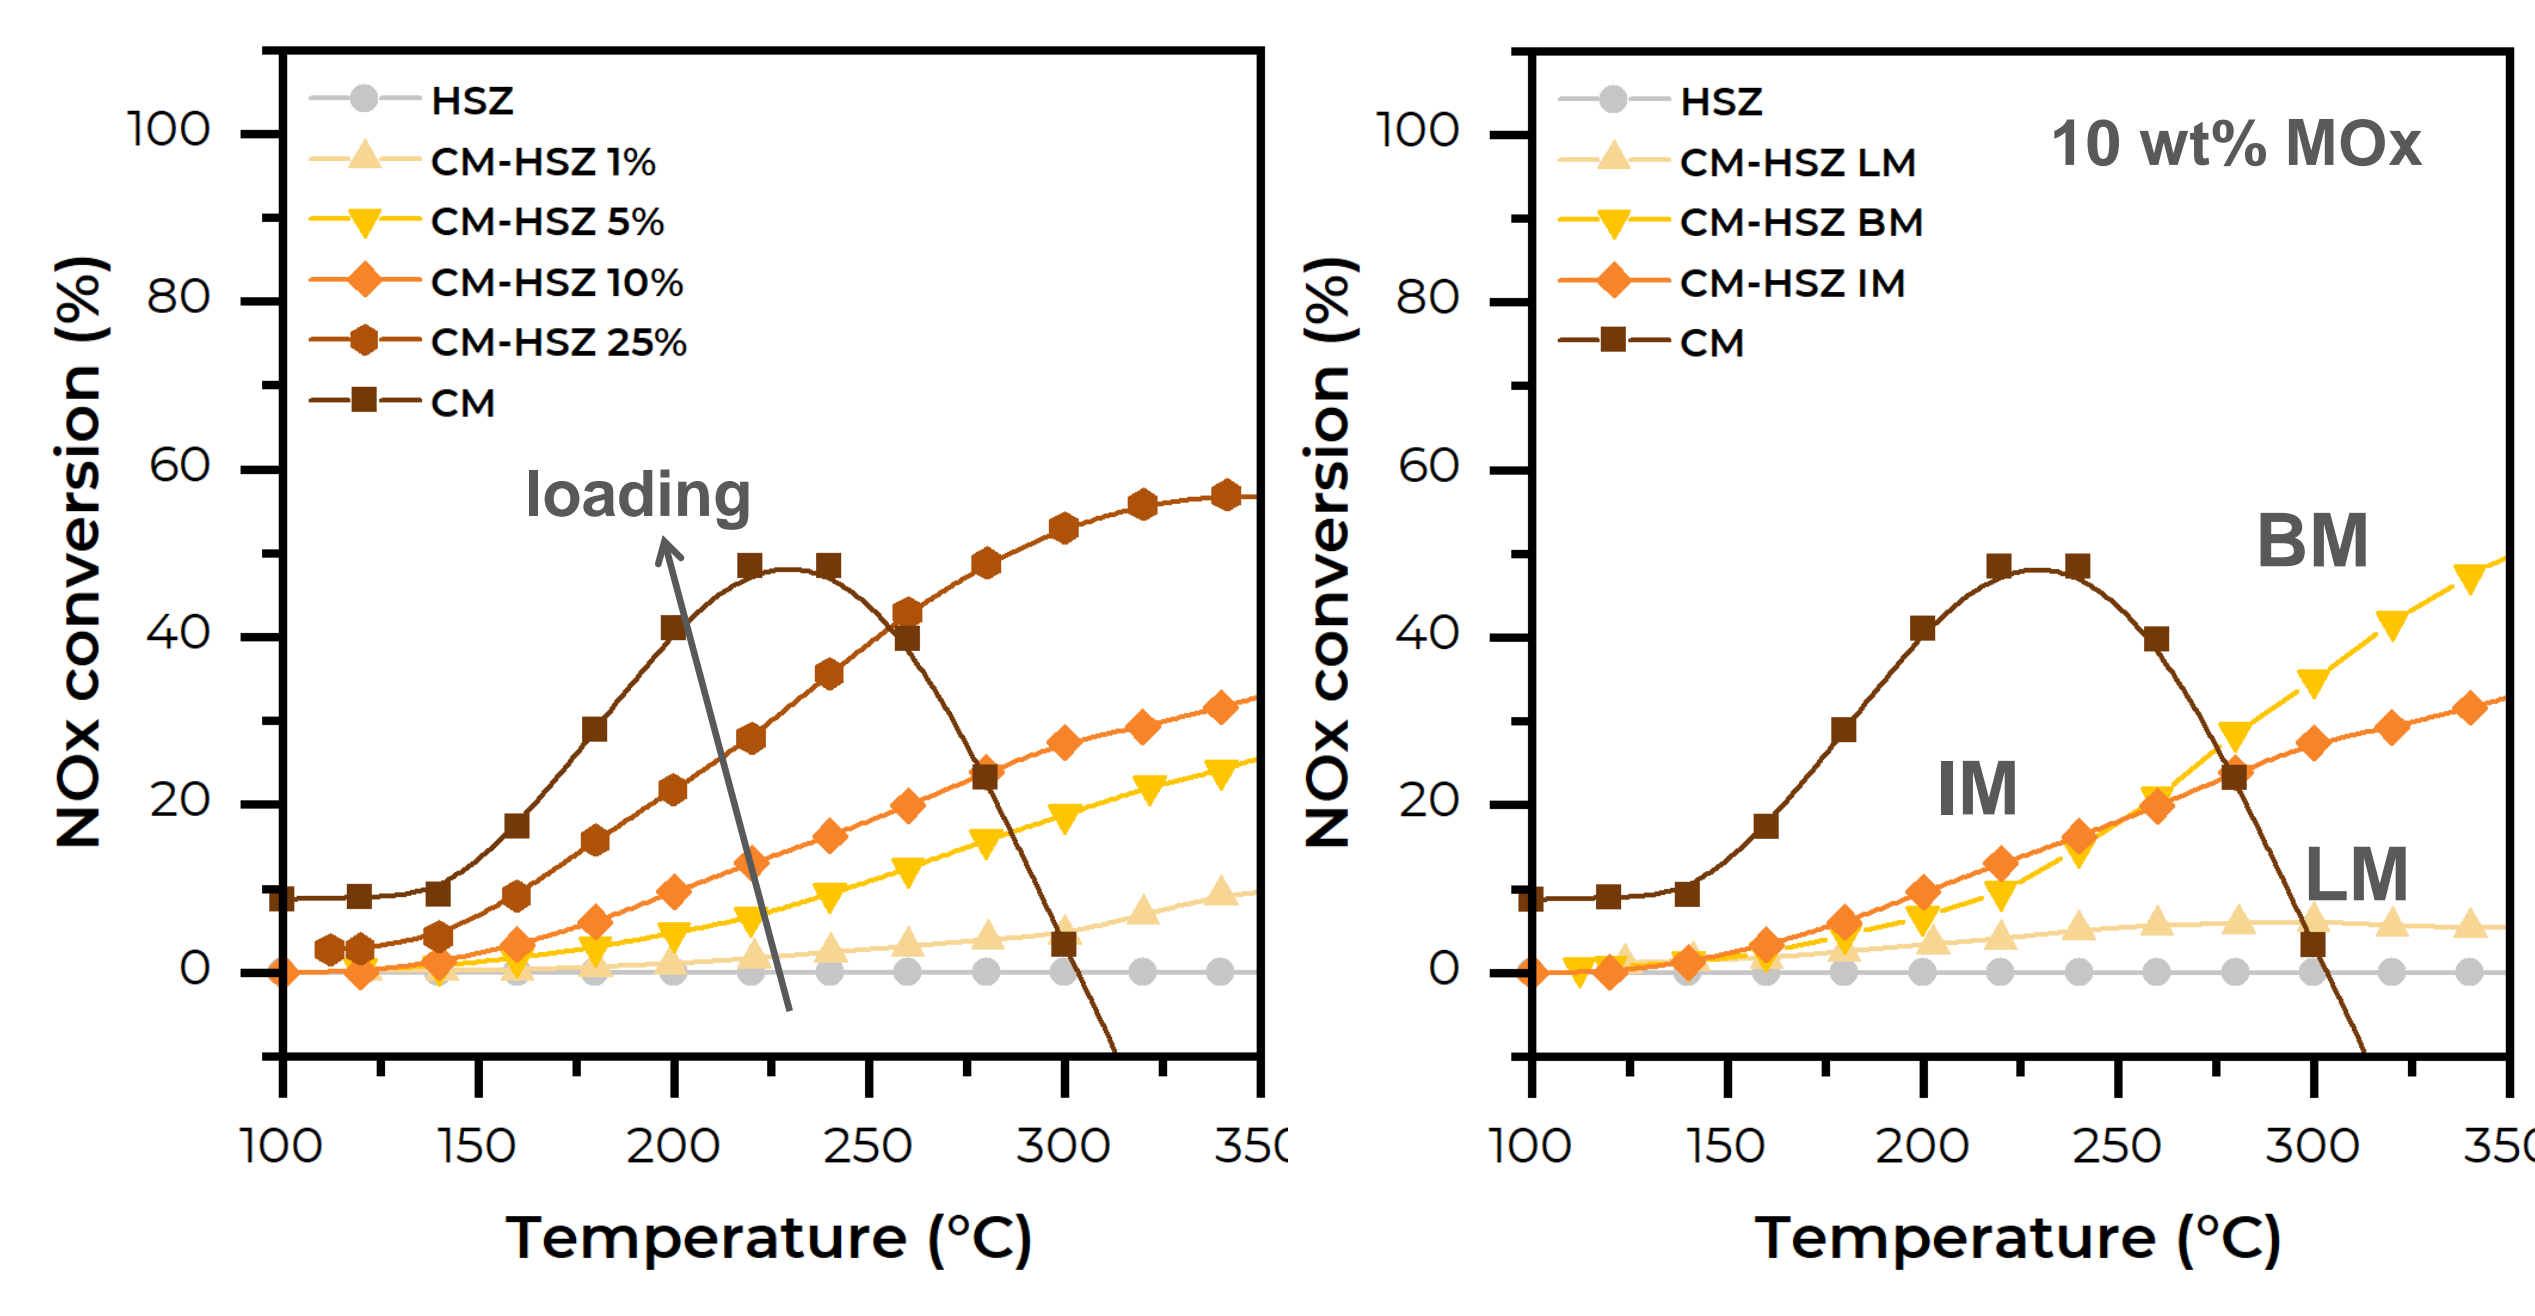 HSZ
CM-HSZ 1%
CM-HSZ 5%
CM-HSZ 10%
CM-HSZ 25%
CM
loading
NOx conversion (%)
100
80
60
40
20
0
100 150 200 250 300 350
Temperature (°C)
HSZ
CM-HSZ LM
CM-HSZ BM
CM-HSZ IM
CM
10 wt% MOx
BM
IM
LM
NOx conversion (%)
100
80
60
40
20
0
100 150 200 250 300 350
Temperature (°C)